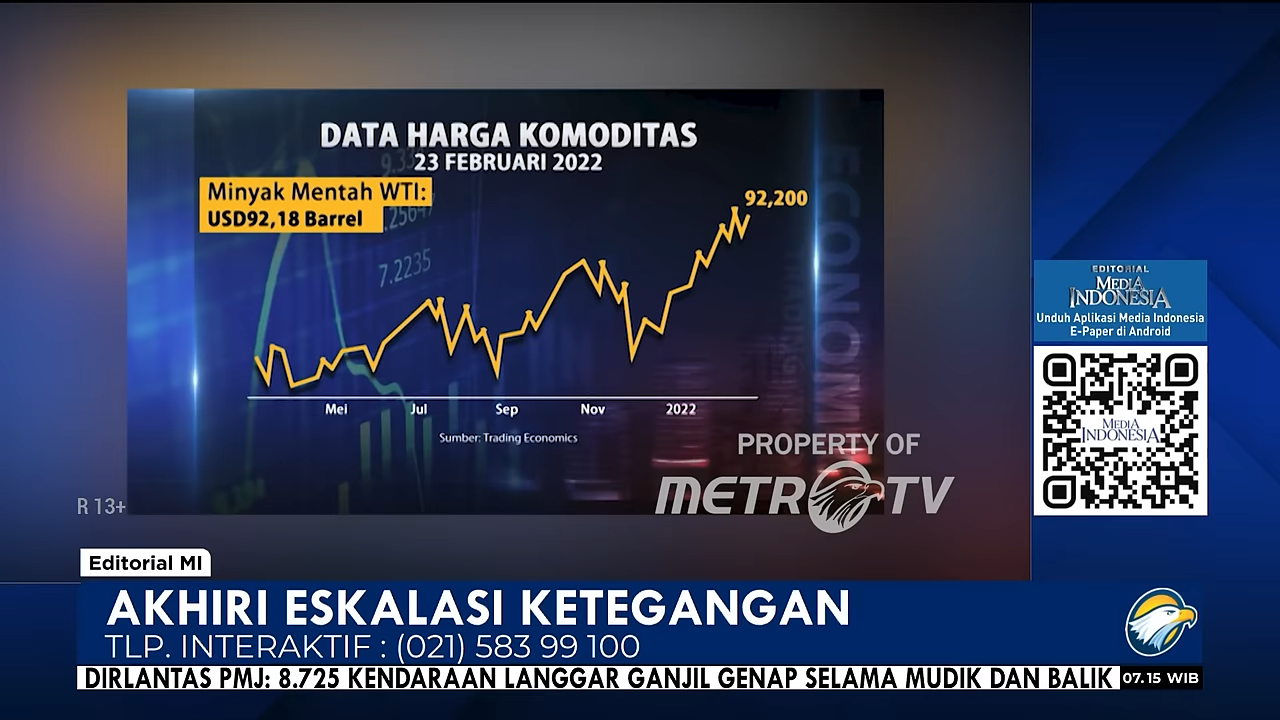 DATA HARGA KOMODITAS
23 FEBRUARI 2022
Minyak Mentah WTI:
USD92,18 Barrel
92,200
7.2235
Mei Jul Sep Nov 2022
Sumber: Trading Economics
ECONOMY
PROPERTY OF
METRO TV
R 13+
EDITORIAL
MEDIA
INDONESIA
Unduh Aplikasi Media Indonesia
E-Paper di Android
MEDIA
INDONESIA
Editorial MI
AKHIRI ESKALASI KETEGANGAN
TLP. INTERAKTIF : (021) 583 99 100
DIRLANTAS PMJ: 8.725 KENDARAAN LANGGAR GANJIL GENAP SELAMA MUDIK DAN BALIK
07.15 WIB